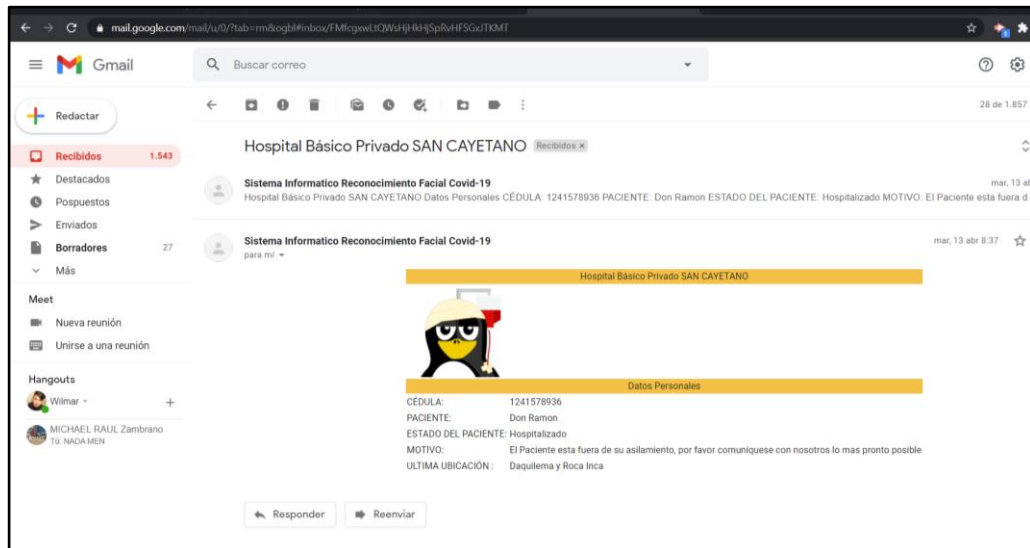 mail.google.com/mail/u/0/?tab=rm&ogbl#inbox/FMfcgxwLtQWsHjHkHjSpRvHFSGxJTKMT
Gmail
Buscar correo
Redactar
28 de 1.857
Recibidos 1.543
Destacados
Pospuestos
Enviados
Borradores 27
Más
Meet
Nueva reunión
Unirse a una reunión
Hangouts
Wilmar
MICHAEL RAUL Zambrano
Tú: NADA MEN
Hospital Básico Privado SAN CAYETANO Recibidos x
Sistema Informatico Reconocimiento Facial Covid-19 mar, 13 ab
Hospital Básico Privado SAN CAYETANO Datos Personales CÉDULA: 1241578936 PACIENTE: Don Ramon ESTADO DEL PACIENTE: Hospitalizado MOTIVO: El Paciente esta fuera d
Sistema Informatico Reconocimiento Facial Covid-19 mar, 13 abr 8:37
para mí
Hospital Básico Privado SAN CAYETANO
Datos Personales
CÉDULA: 1241578936
PACIENTE: Don Ramon
ESTADO DEL PACIENTE: Hospitalizado
MOTIVO: El Paciente esta fuera de su asilamiento, por favor comuníquese con nosotros lo mas pronto posible
ULTIMA UBICACIÓN : Daquilema y Roca Inca
Responder
Reenviar